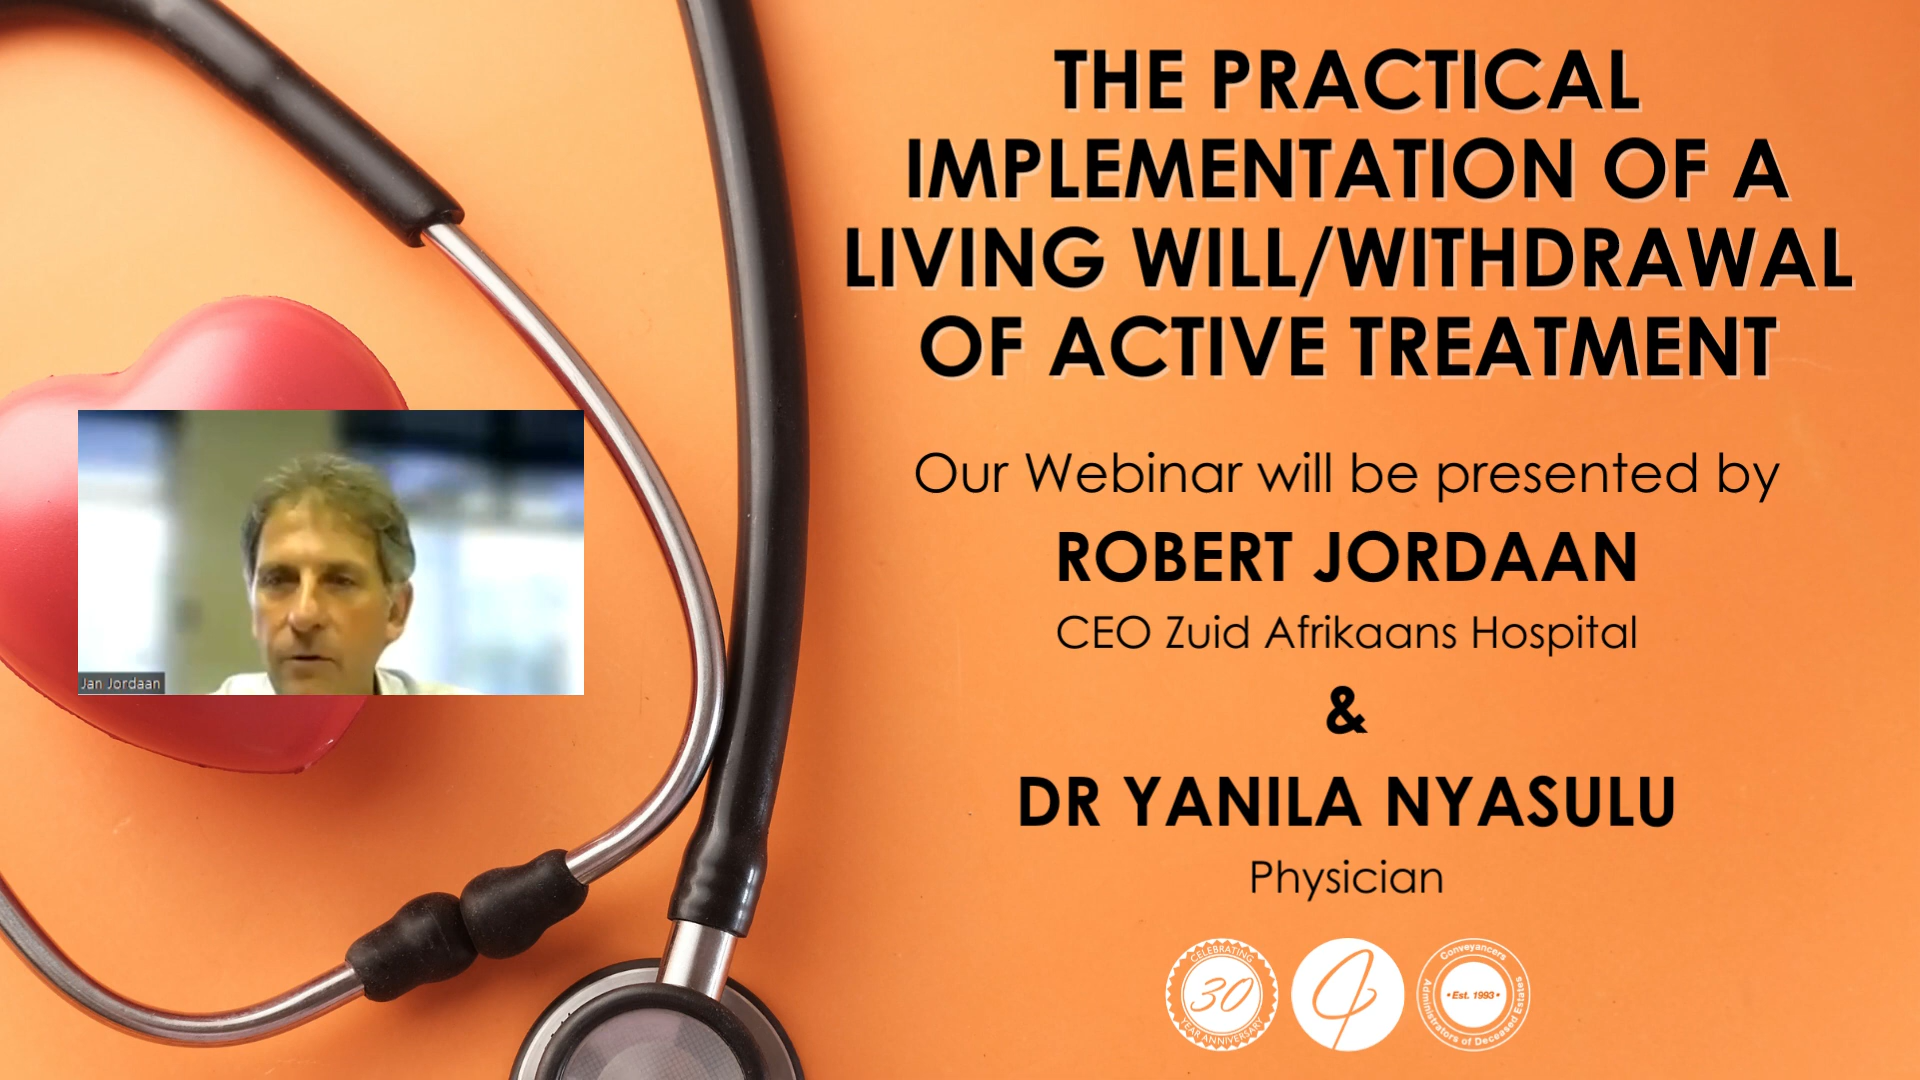 THE PRACTICAL
IMPLEMENTATION OF A
LIVING WILL/WITHDRAWAL
OF ACTIVE TREATMENT
Our Webinar will be presented by
ROBERT JORDAAN
CEO Zuid Afrikaans Hospital
&
DR YANILA NYASULU
Physician
Jan Jordaan
CELEBRATING
30
YEAR ANNIVERSARY
Conveyancers
• Est. 1993 •
Administrators of Deceased Estates